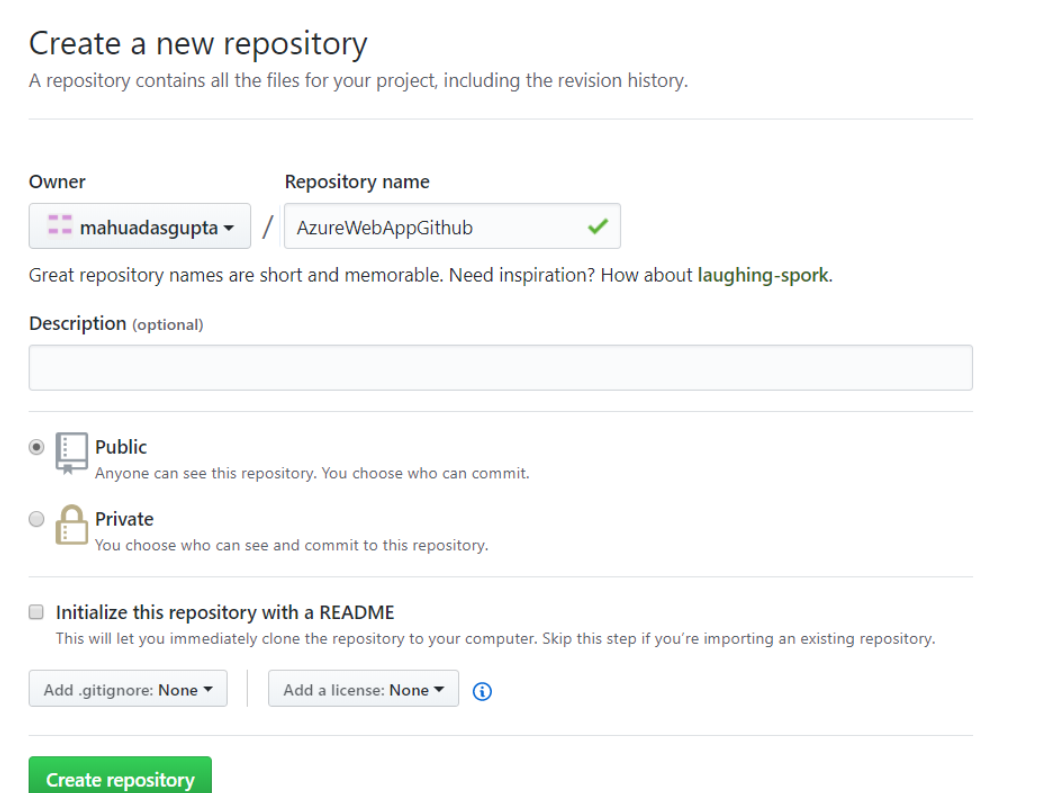 Create a new repository
A repository contains all the files for your project, including the revision history.
Owner
Repository name
mahuadasgupta / AzureWebAppGithub
Great repository names are short and memorable. Need inspiration? How about laughing-spork.
Description (optional)
Public
Anyone can see this repository. You choose who can commit.
Private
You choose who can see and commit to this repository.
Initialize this repository with a README
This will let you immediately clone the repository to your computer. Skip this step if you’re importing an existing repository.
Add .gitignore: None
Add a license: None
Create repository